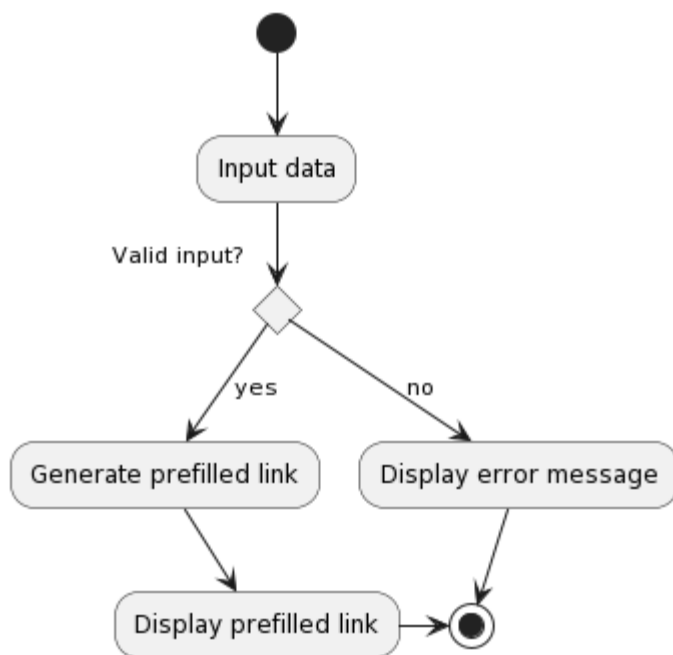 Input data
Valid input?
yes
no
Generate prefilled link
Display error message
Display prefilled link